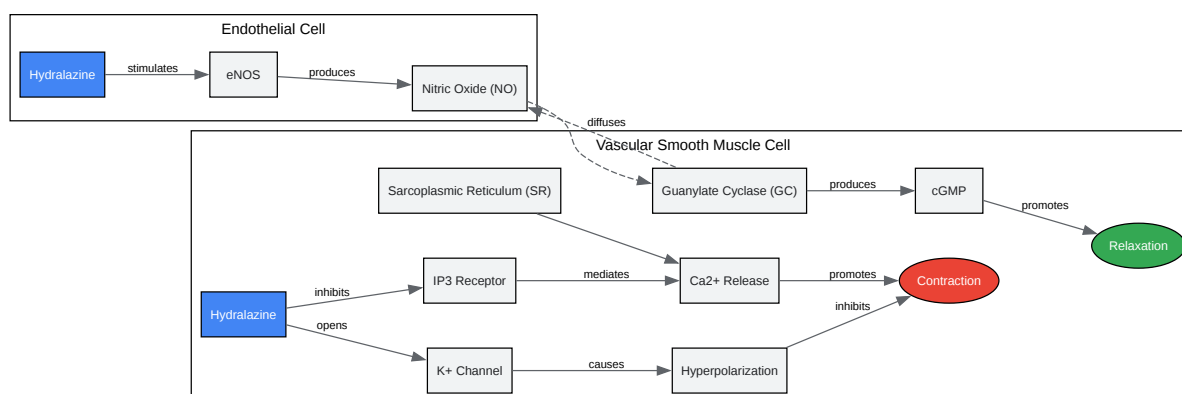 Endothelial Cell
Hydralazine
stimulates
eNOS
produces
Nitric Oxide (NO)
diffuses
Vascular Smooth Muscle Cell
Sarcoplasmic Reticulum (SR)
Guanylate Cyclase (GC)
produces
cGMP
promotes
Relaxation
Hydralazine
inhibits
IP3 Receptor
mediates
Ca2+ Release
promotes
Contraction
opens
K+ Channel
causes
Hyperpolarization
inhibits